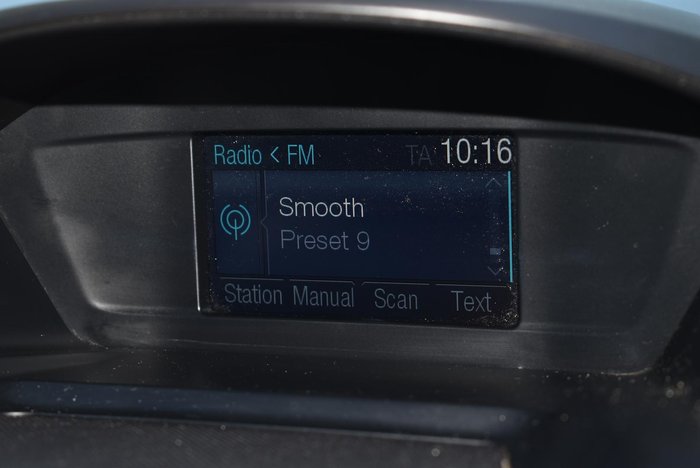 Radio < FM TA 10:16
Smooth
Preset 9
Station Manual Scan Text